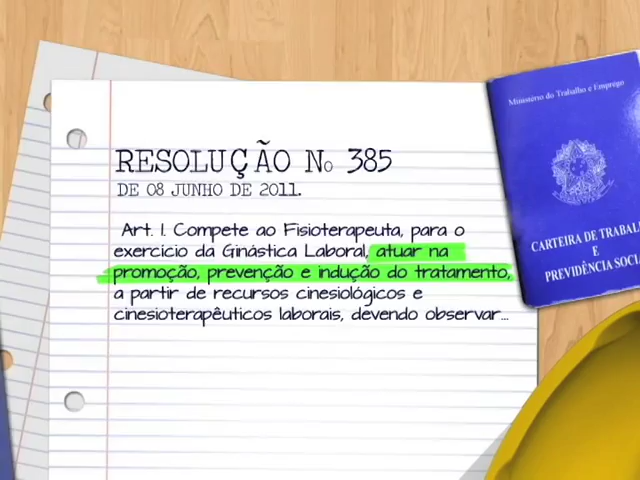 RESOLUÇÃO No 385
DE 08 JUNHO DE 2011.
Art. 1. Compete ao Fisioterapeuta, para o
exercício da Ginástica Laboral, atuar na
promoção, prevenção e indução do tratamento,
a partir de recursos cinesiológicos e
cinesioterapêuticos laborais, devendo observar...
Ministério do Trabalho e Emprego
CARTEIRA DE TRABAL
E
PREVIDÊNCIA SOCIA